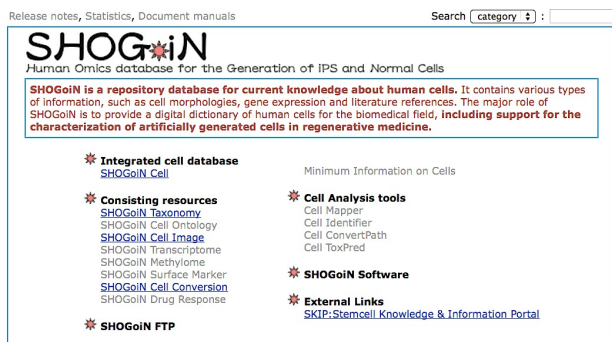 Release notes, Statistics, Document manuals
Search category :
SHOGoiN
Human Omics database for the Generation of iPS and Normal Cells
SHOGoiN is a repository database for current knowledge about human cells. It contains various types
of information, such as cell morphologies, gene expression and literature references. The major role of
SHOGoiN is to provide a digital dictionary of human cells for the biomedical field, including support for the
characterization of artificially generated cells in regenerative medicine.
Integrated cell database
SHOGoiN Cell
Consisting resources
SHOGoiN Taxonomy
SHOGoiN Cell Ontology
SHOGoiN Cell Image
SHOGoiN Transcriptome
SHOGoiN Methylome
SHOGoiN Surface Marker
SHOGoiN Cell Conversion
SHOGoiN Drug Response
SHOGoiN FTP
Minimum Information on Cells
Cell Analysis tools
Cell Mapper
Cell Identifier
Cell ConvertPath
Cell ToxPred
SHOGoiN Software
External Links
SKIP:Stemcell Knowledge & Information Portal